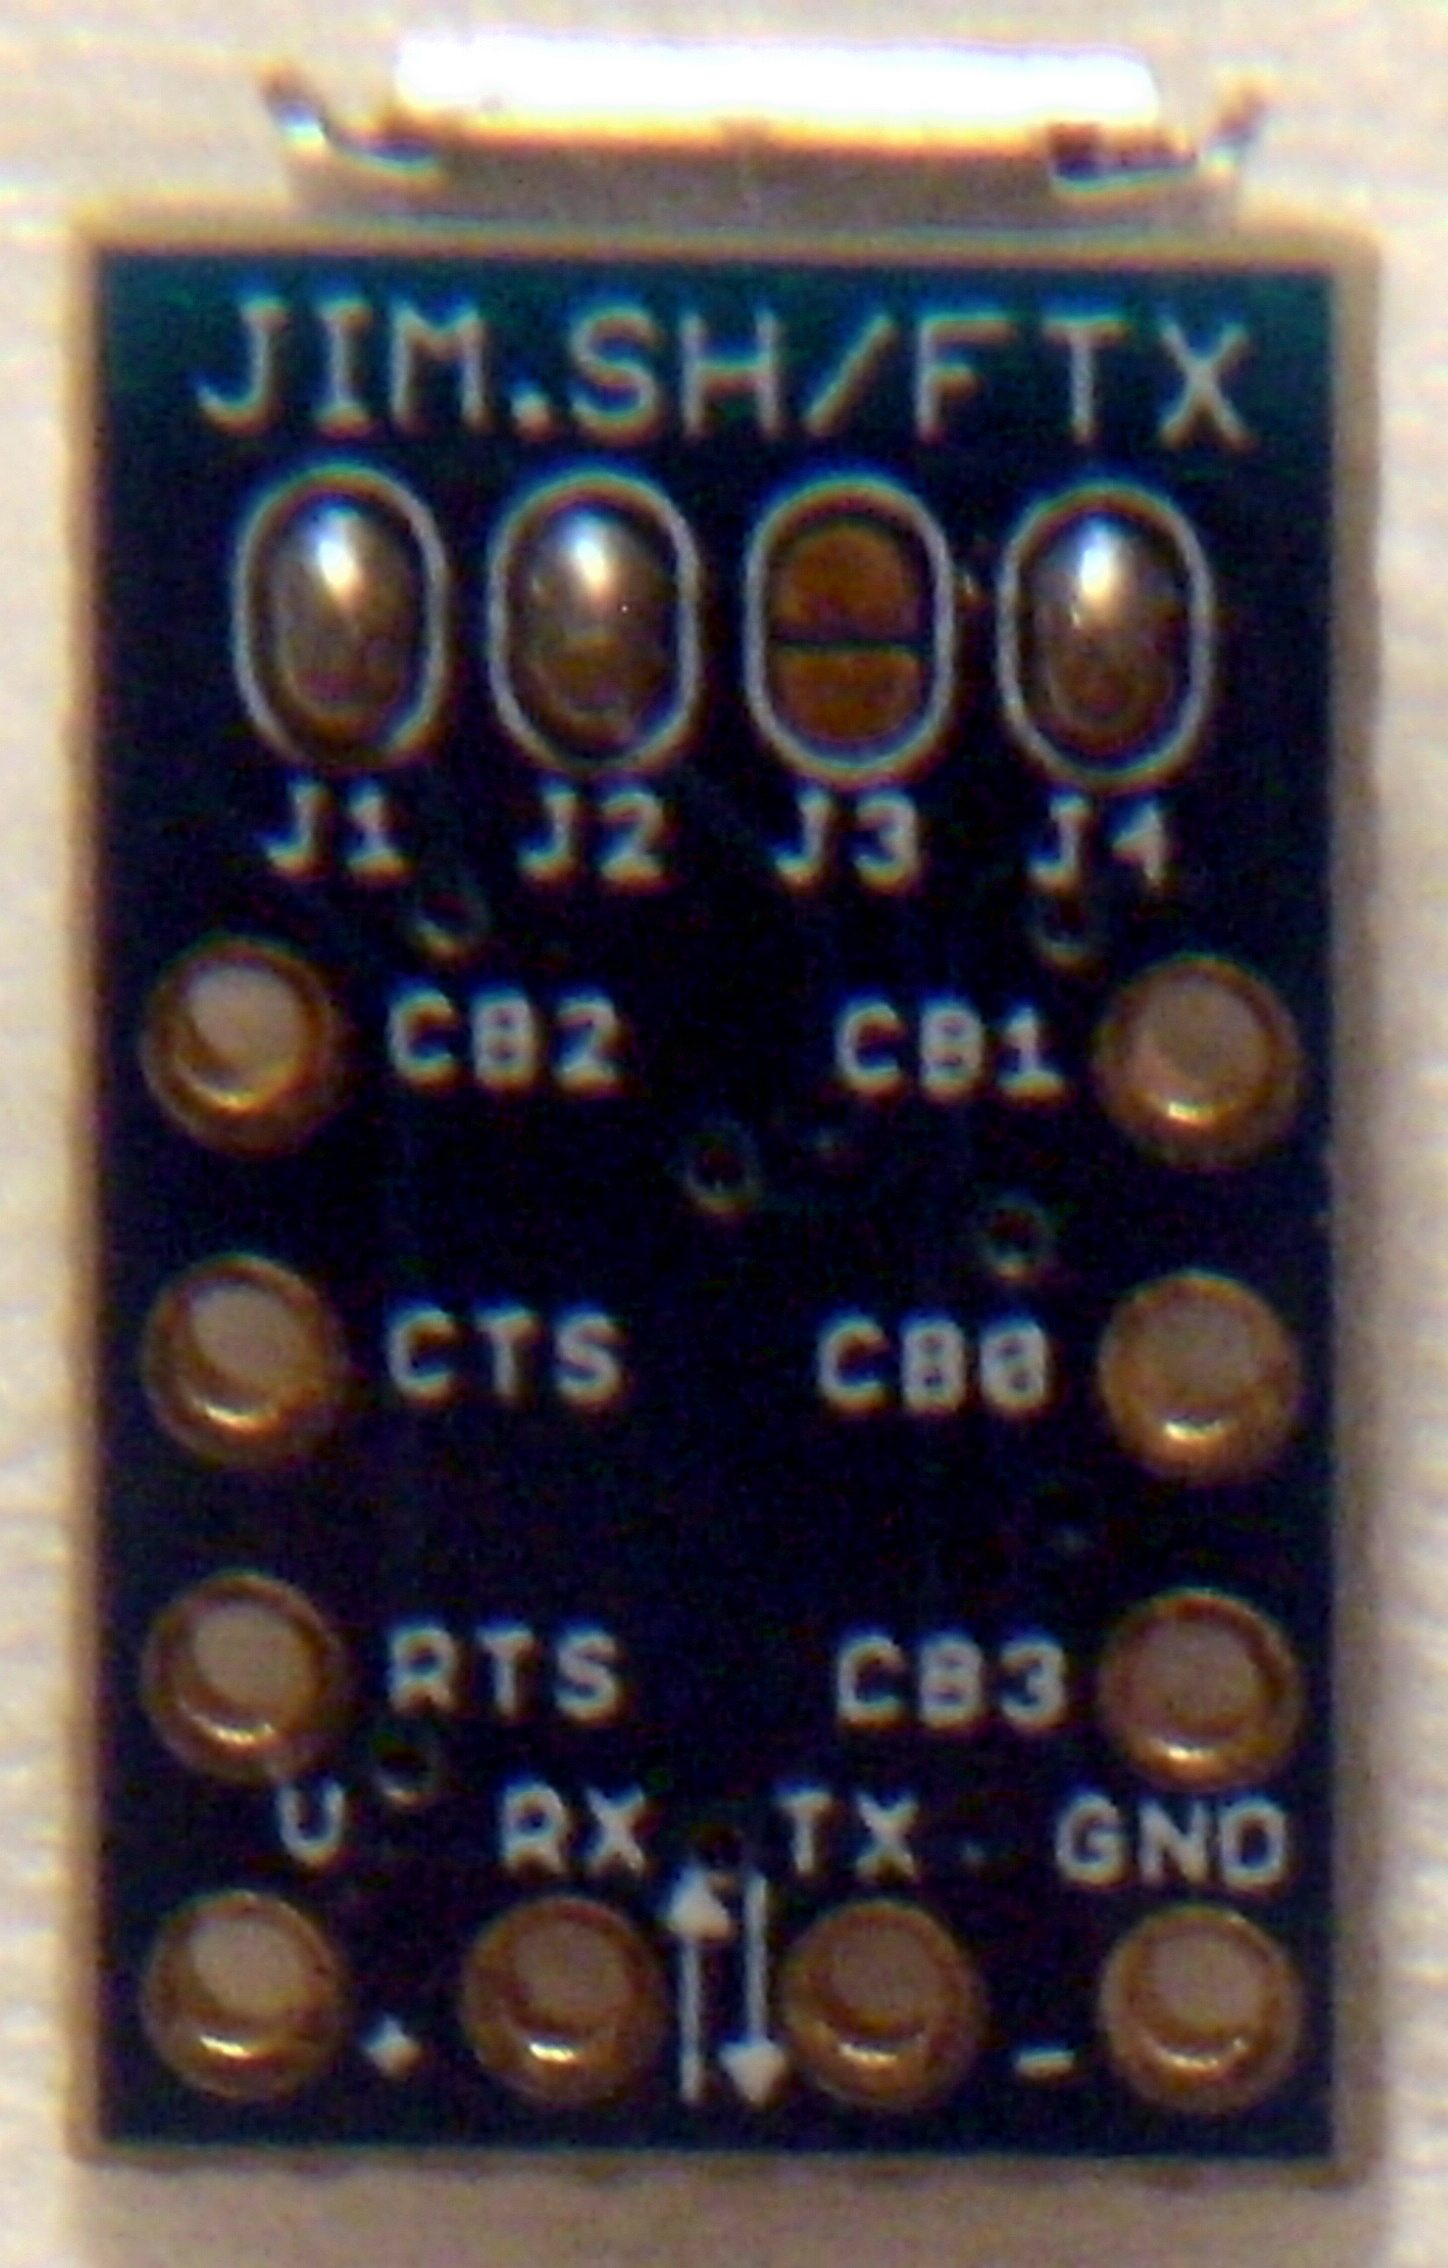 JIM.SH/FTX
J1 J2 J3 J4
CB2 CB1
CTS CB0
RTS CB3
V RX TX GND
+ -